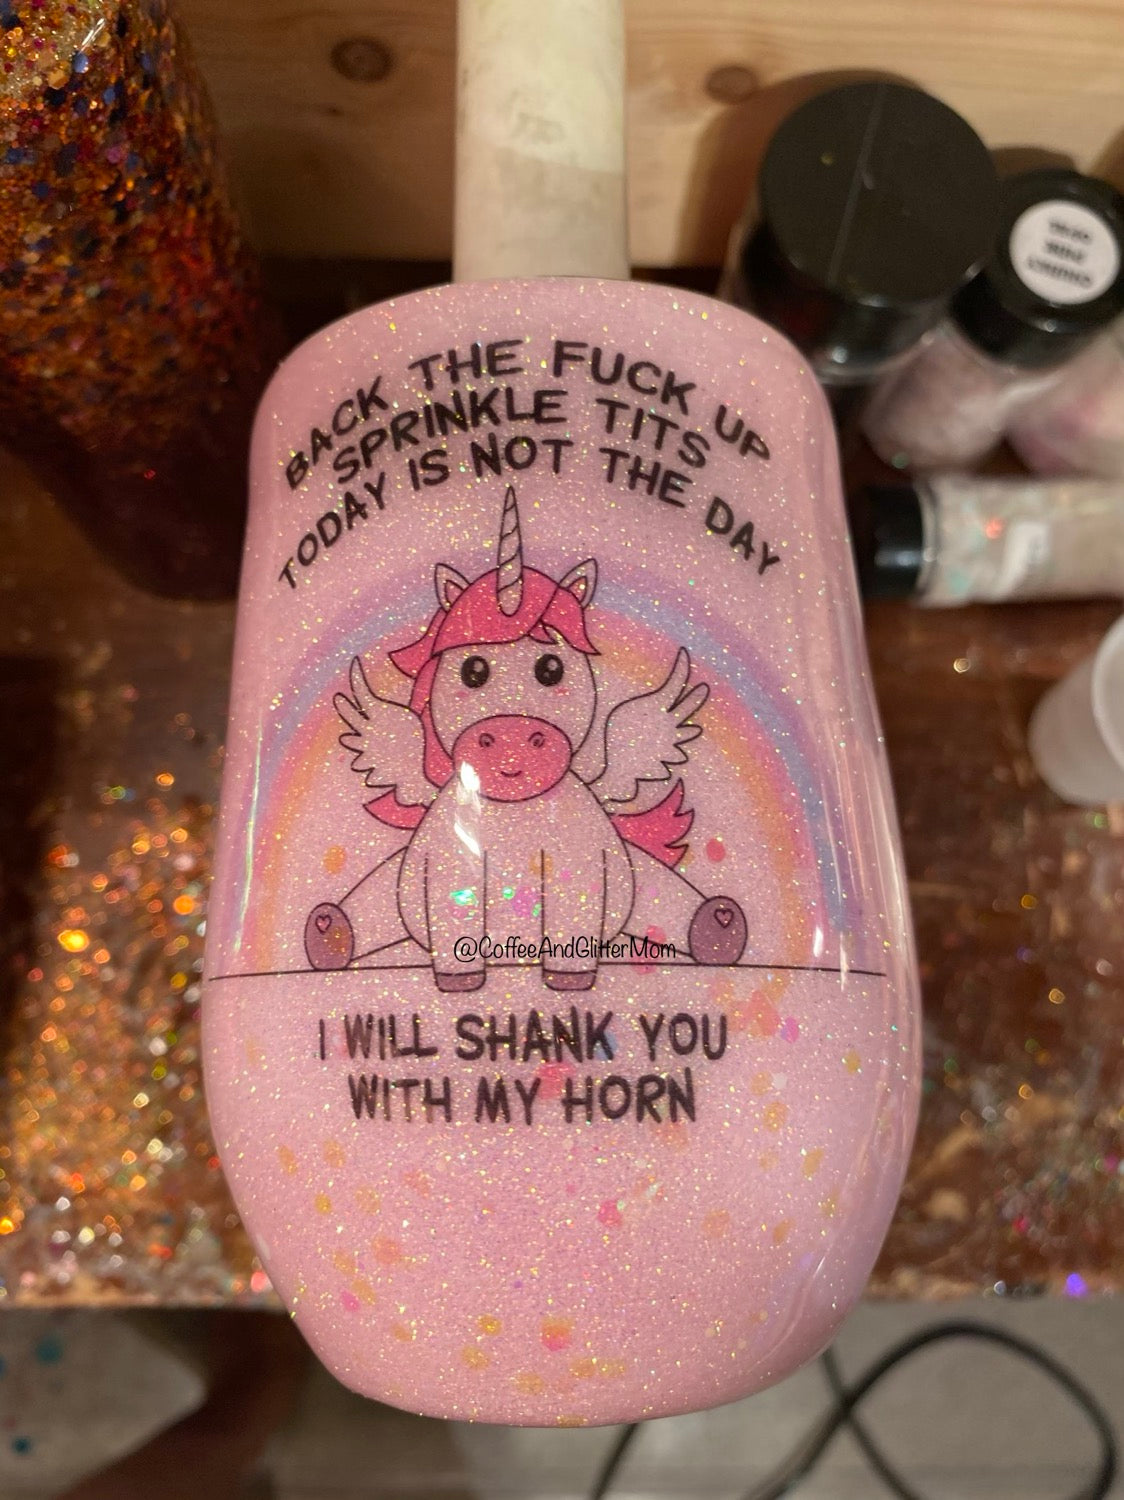 BACK THE FUCK UP
SPRINKLE TITS
TODAY IS NOT THE DAY
@CoffeeAndGlitterMom
I WILL SHANK YOU
WITH MY HORN